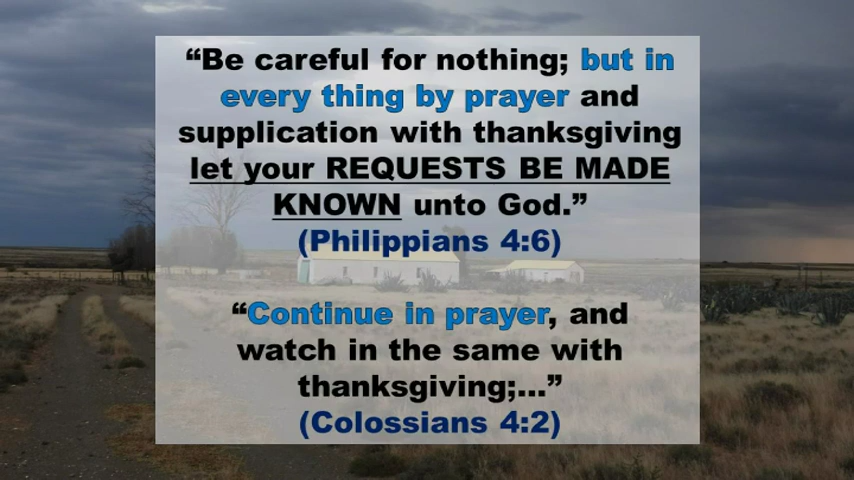 “Be careful for nothing; but in
every thing by prayer and
supplication with thanksgiving
let your REQUESTS BE MADE
KNOWN unto God.”
(Philippians 4:6)
“Continue in prayer, and
watch in the same with
thanksgiving;...”
(Colossians 4:2)